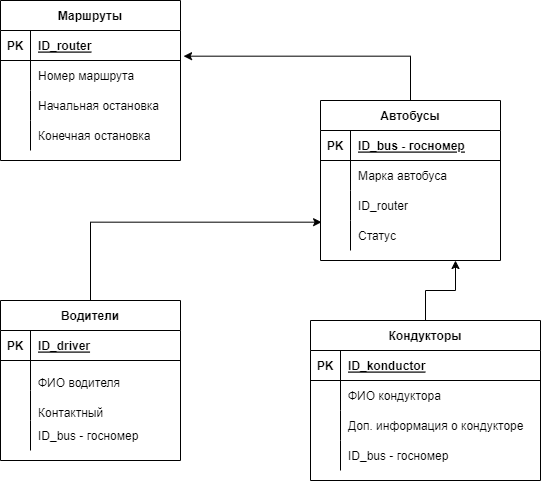 Маршруты
PK ID_router
Номер маршрута
Начальная остановка
Конечная остановка
Автобусы
PK ID_bus - госномер
Марка автобуса
ID_router
Статус
Водители
PK ID_driver
ФИО водителя
Контактный
ID_bus - госномер
Кондукторы
PK ID_konductor
ФИО кондуктора
Доп. информация о кондукторе
ID_bus - госномер